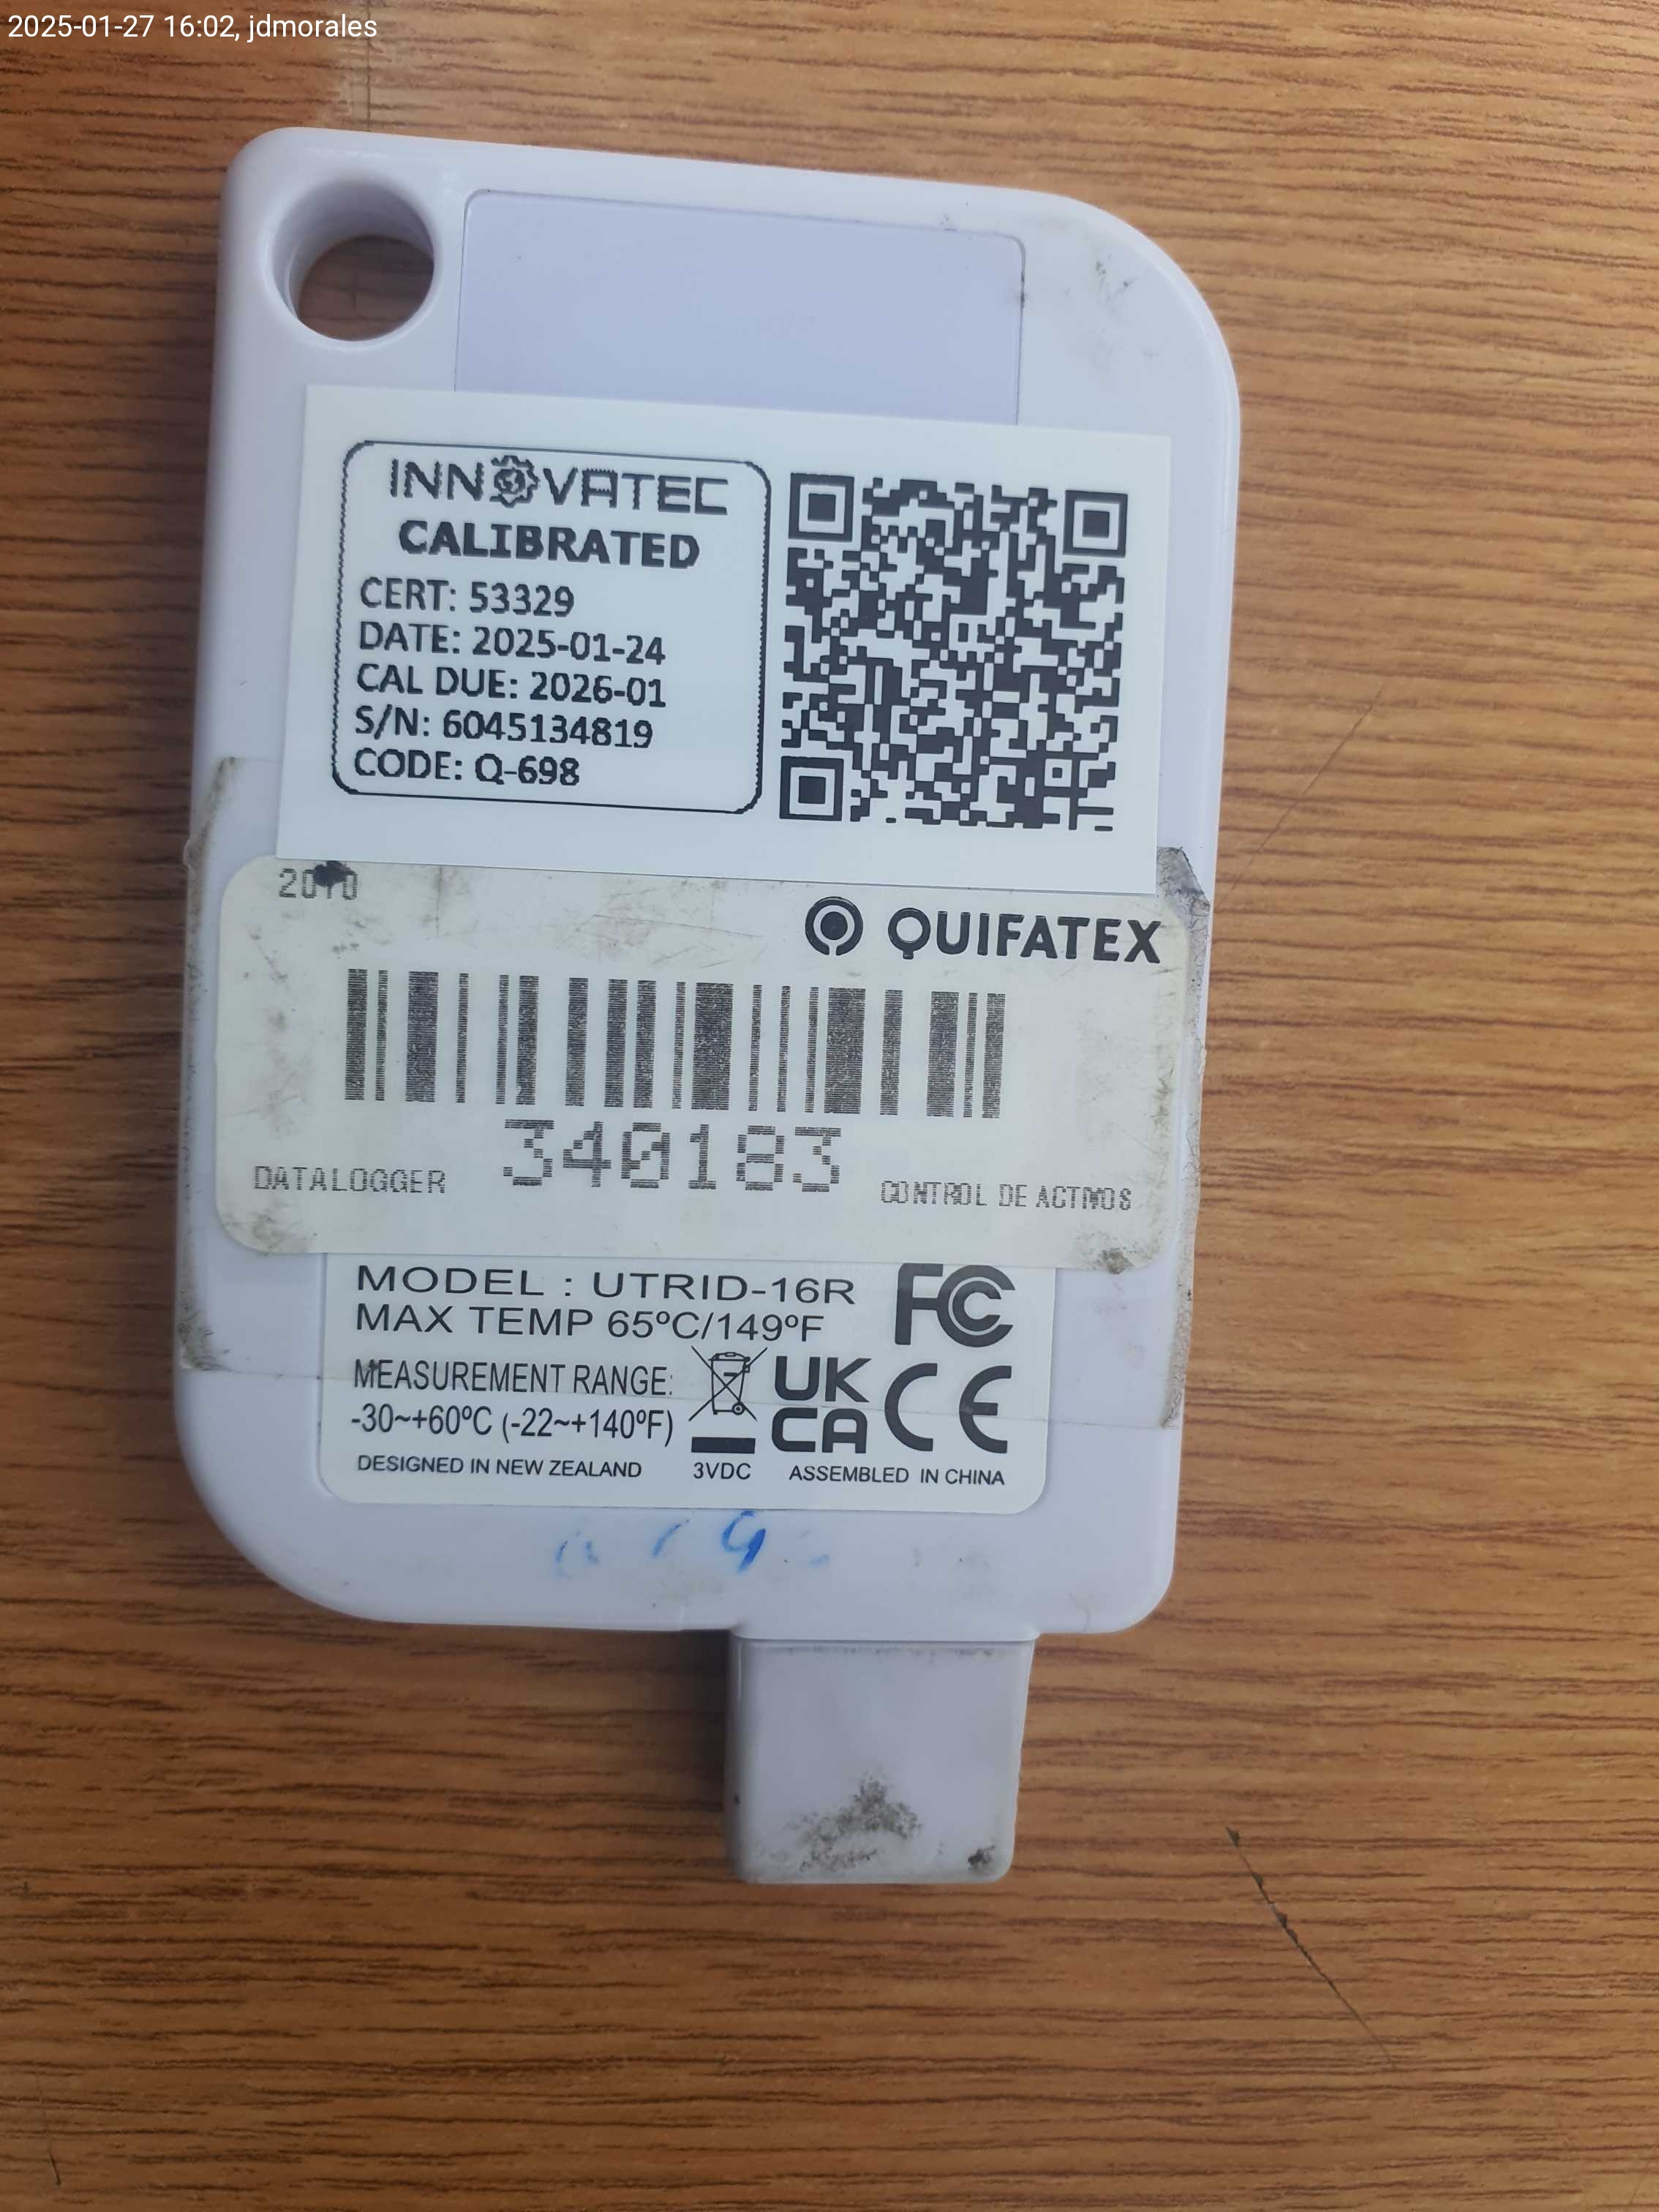 2025-01-27 16:02, jdmorales
INNOVATEC
CALIBRATED
CERT: 53329
DATE: 2025-01-24
CAL DUE: 2026-01
S/N: 6045134819
CODE: Q-698
QUIFATEX
340183
DATALOGGER
CONTROL DE ACTIVOS
MODEL : UTRID-16R
MAX TEMP 65ºC/149ºF
FC
MEASUREMENT RANGE:
-30~+60ºC (-22~+140ºF)
UK
CA
CE
DESIGNED IN NEW ZEALAND
3VDC
ASSEMBLED IN CHINA